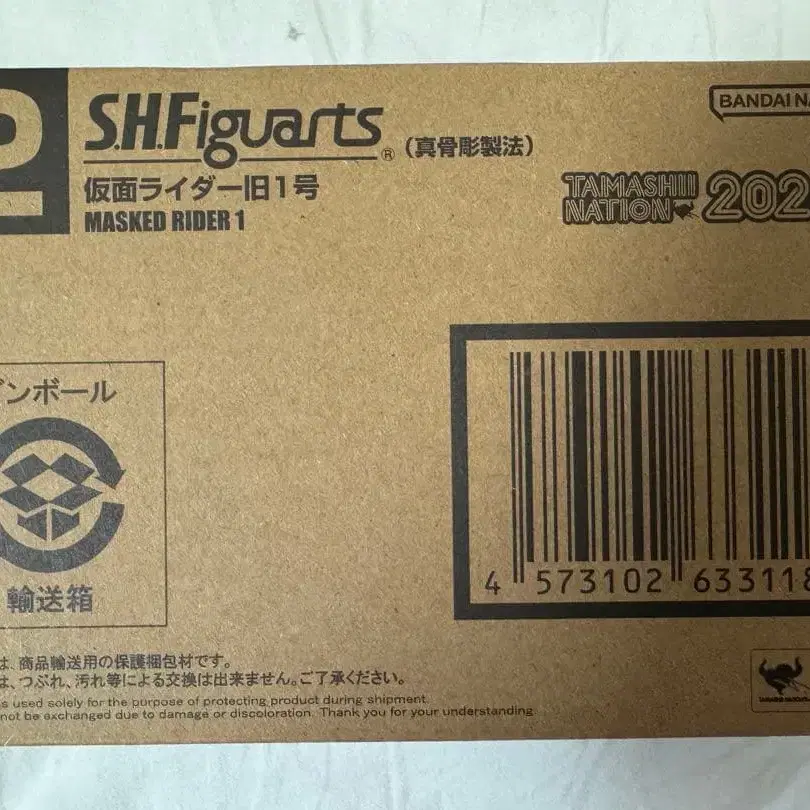 S.H.Figuarts® (真骨彫製法)
仮面ライダー旧1号
MASKED RIDER 1
BANDAI NA
TAMASHII
NATION 202
ンボール
輸送箱
4 573102 633118
は、商品輸送用の保護梱包材です。
は、つぶれ、汚れ等による交換は出来ません。ご了承ください。
s used solely for the purpose of protecting product during shipment.
not be exchanged due to damage or discoloration. Thank you for your understanding.